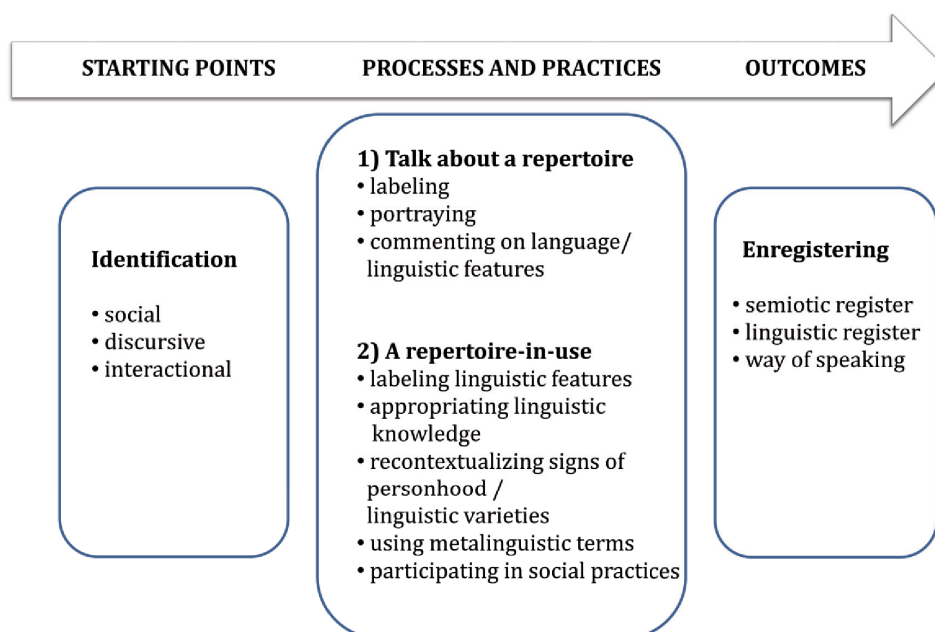 STARTING POINTS PROCESSES AND PRACTICES OUTCOMES
Identification
• social
• discursive
• interactional
1) Talk about a repertoire
• labeling
• portraying
• commenting on language/
linguistic features
2) A repertoire-in-use
• labeling linguistic features
• appropriating linguistic
knowledge
• recontextualizing signs of
personhood /
linguistic varieties
• using metalinguistic terms
• participating in social practices
Enregistering
• semiotic register
• linguistic register
• way of speaking